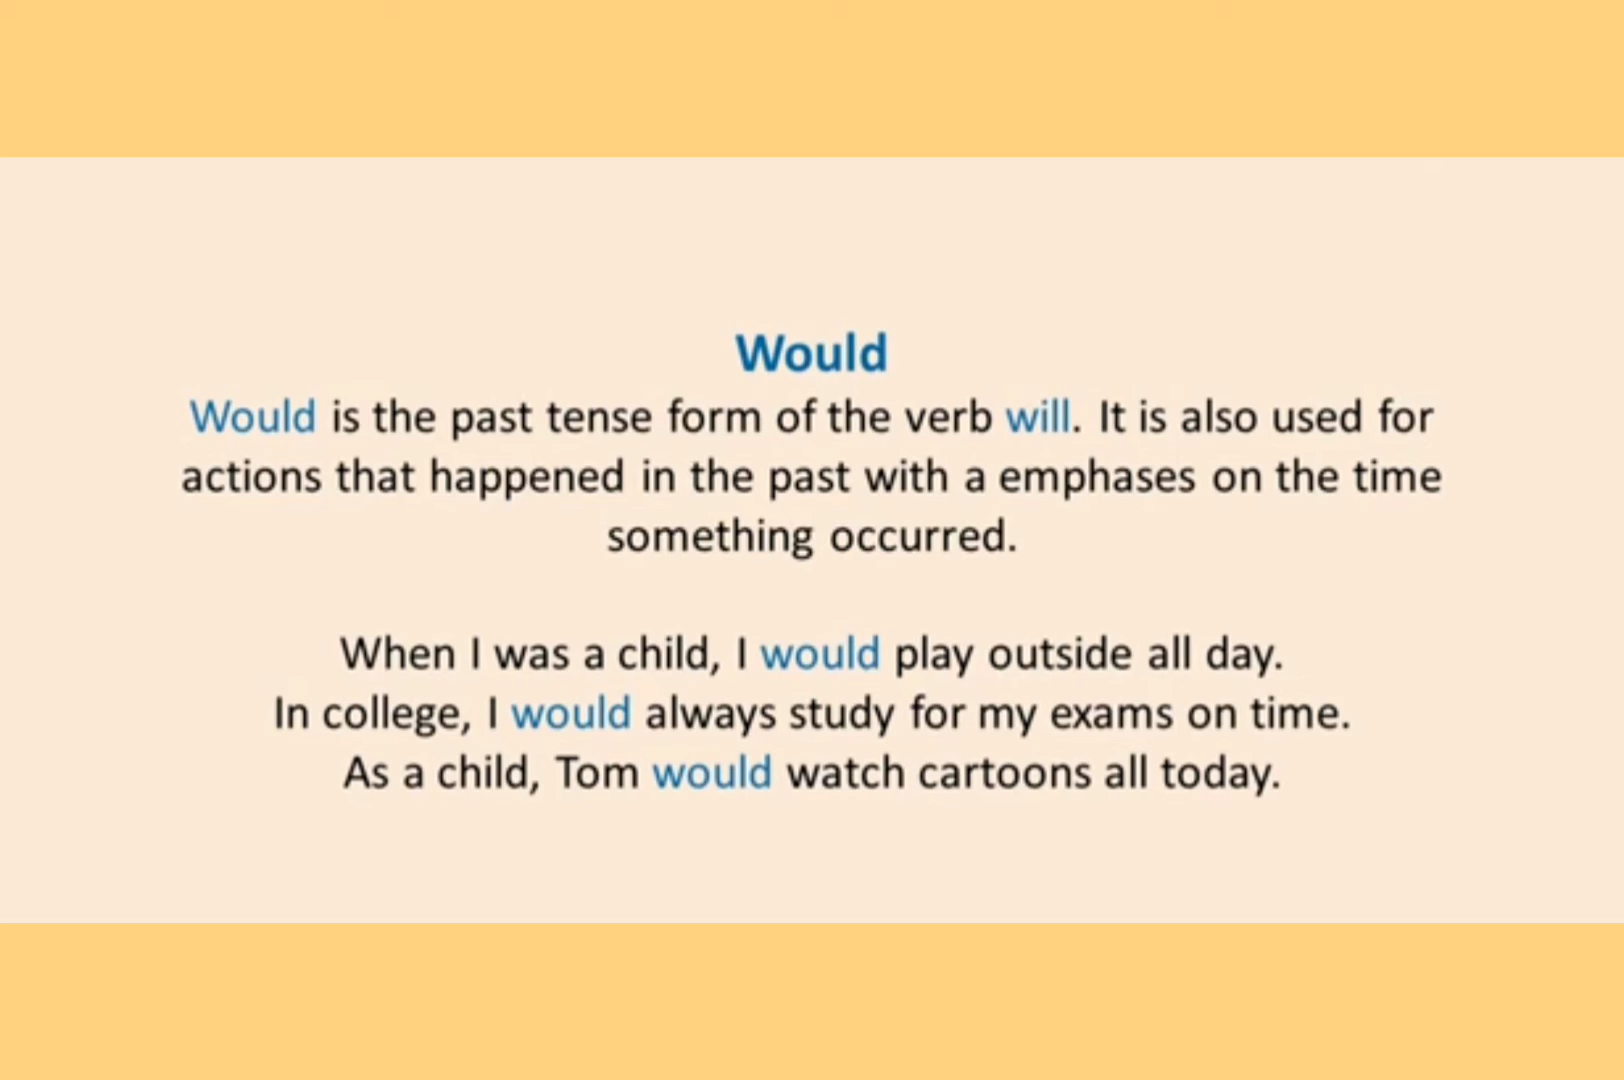 Would
Would is the past tense form of the verb will. It is also used for
actions that happened in the past with a emphases on the time
something occurred.
When I was a child, I would play outside all day.
In college, I would always study for my exams on time.
As a child, Tom would watch cartoons all today.